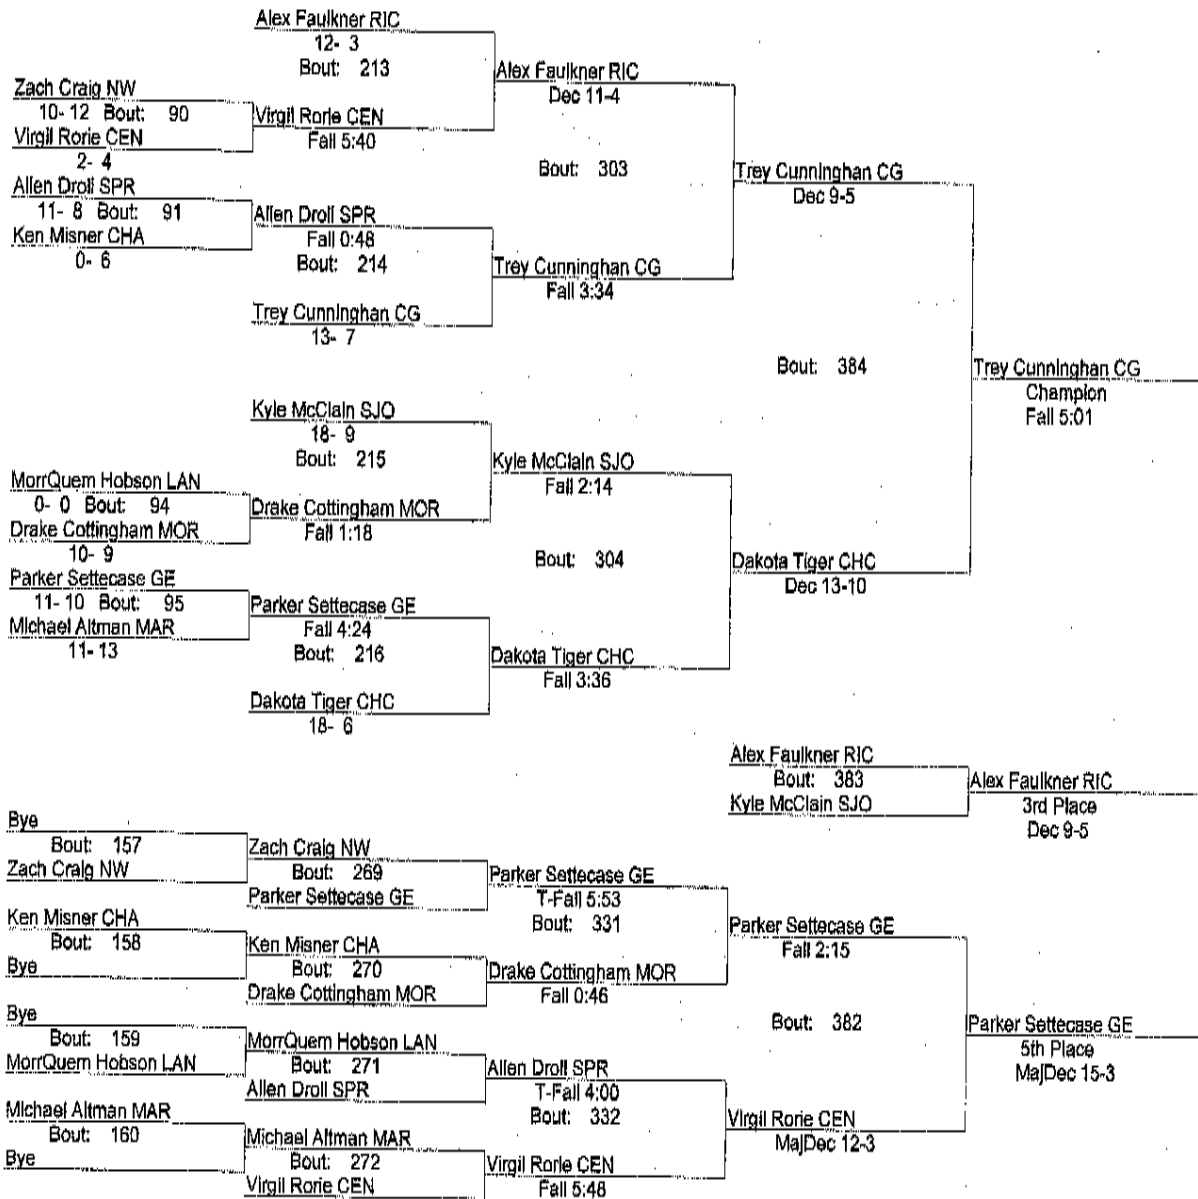 Alex Faulkner RIC
12- 3
Bout: 213
Alex Faulkner RIC
Dec 11-4
Zach Craig NW
10- 12 Bout: 90
Virgil Rorie CEN
Fall 5:40
Virgil Rorie CEN
2- 4
Bout: 303
Trey Cunninghan CG
Dec 9-5
Allen Droll SPR
11- 8 Bout: 91
Allen Droll SPR
Fall 0:48
Ken Misner CHA
0- 6
Bout: 214
Trey Cunninghan CG
Fall 3:34
Trey Cunninghan CG
13- 7
Bout: 384
Trey Cunninghan CG
Champion
Fall 5:01
Kyle McClain SJO
18- 9
Bout: 215
Kyle McClain SJO
Fall 2:14
MorrQuem Hobson LAN
0- 0 Bout: 94
Drake Cottingham MOR
Fall 1:18
Drake Cottingham MOR
10- 9
Bout: 304
Dakota Tiger CHC
Dec 13-10
Parker Settecase GE
11- 10 Bout: 95
Parker Settecase GE
Fall 4:24
Michael Altman MAR
11- 13
Bout: 216
Dakota Tiger CHC
Fall 3:36
Dakota Tiger CHC
18- 6
Alex Faulkner RIC
Bout: 383
Kyle McClain SJO
Alex Faulkner RIC
3rd Place
Dec 9-5
Bye
Bout: 157
Zach Craig NW
Zach Craig NW
Bout: 269
Parker Settecase GE
Parker Settecase GE
T-Fall 5:53
Bout: 331
Ken Misner CHA
Bout: 158
Bye
Ken Misner CHA
Bout: 270
Drake Cottingham MOR
Drake Cottingham MOR
Fall 0:46
Parker Settecase GE
Fall 2:15
Bout: 382
Parker Settecase GE
5th Place
MajDec 15-3
Bye
Bout: 159
MorrQuem Hobson LAN
MorrQuem Hobson LAN
Bout: 271
Allen Droll SPR
Allen Droll SPR
T-Fall 4:00
Bout: 332
Virgil Rorie CEN
MajDec 12-3
Michael Altman MAR
Bout: 160
Bye
Michael Altman MAR
Bout: 272
Virgil Rorie CEN
Virgil Rorie CEN
Fall 5:48